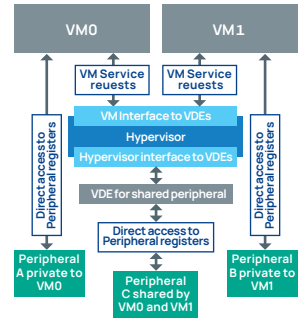 VM0
VM1
VM Service
reuests
VM Service
reuests
VM Interface to VDEs
Hypervisor
Hypervisor interface to VDEs
VDE for shared peripheral
Direct access to
Peripheral registers
Direct access to
Peripheral registers
Direct access to
Peripheral registers
Peripheral
A private to
VM0
Peripheral
C shared by
VM0 and VM1
Peripheral
B private to
VM1